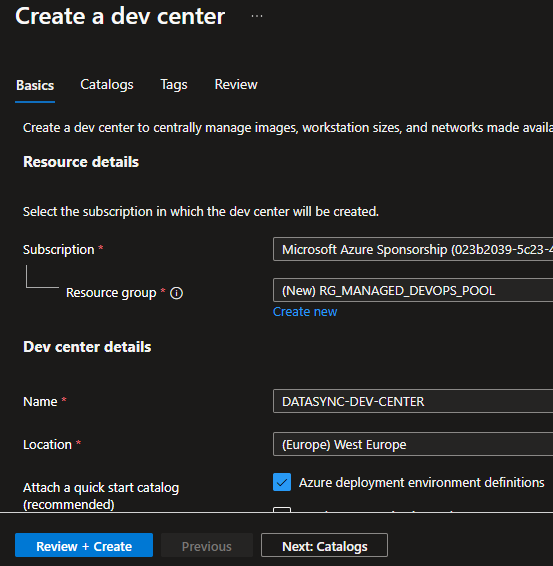 Create a dev center ...
Basics Catalogs Tags Review
Create a dev center to centrally manage images, workstation sizes, and networks made
Resource details
Select the subscription in which the dev center will be created.
Subscription *
Microsoft Azure Sponsorship (023b2039-5c23-4
Resource group *
(New) RG_MANAGED_DEVOPS_POOL
Create new
Dev center details
Name *
DATASYNC-DEV-CENTER
Location *
(Europe) West Europe
Attach a quick start catalog
(recommended)
Azure deployment environment definitions
Review + Create Previous Next: Catalogs